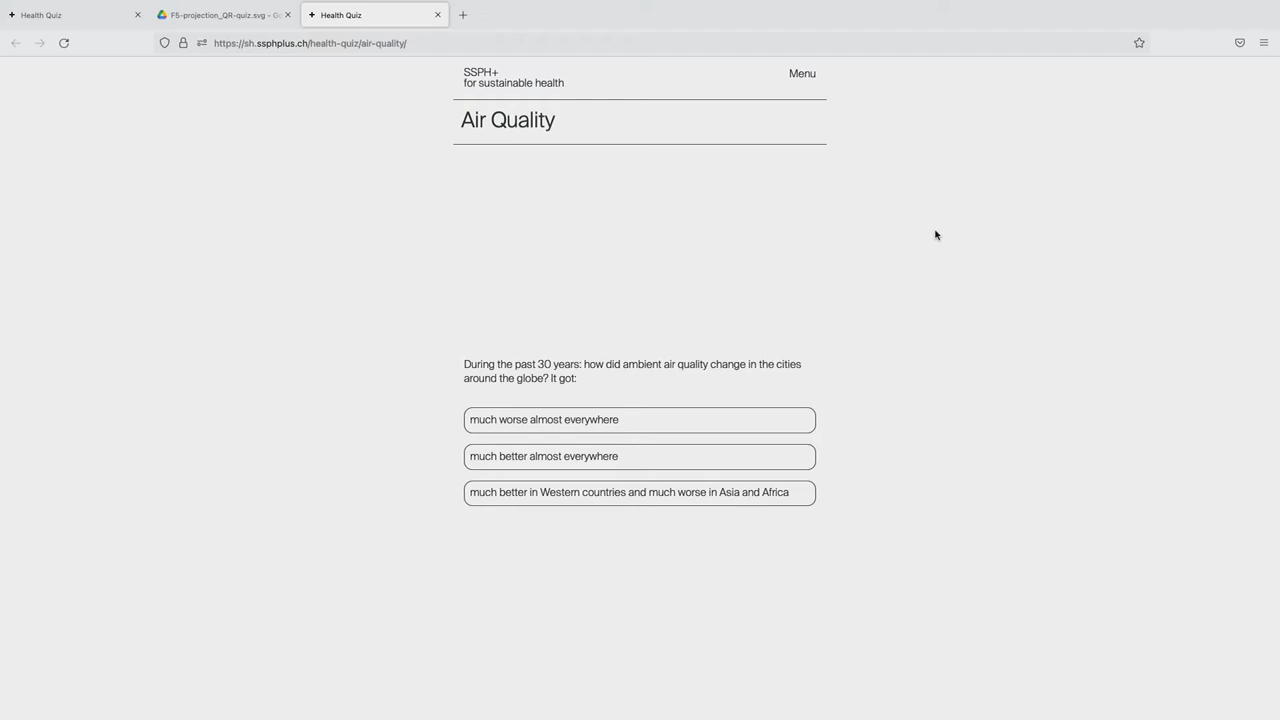 Health Quiz
F5-projection_QR-quiz.svg – Go
Health Quiz
https://sh.ssphplus.ch/health-quiz/air-quality/
SSPH+
for sustainable health
Menu
Air Quality
During the past 30 years: how did ambient air quality change in the cities
around the globe? It got:
much worse almost everywhere
much better almost everywhere
much better in Western countries and much worse in Asia and Africa